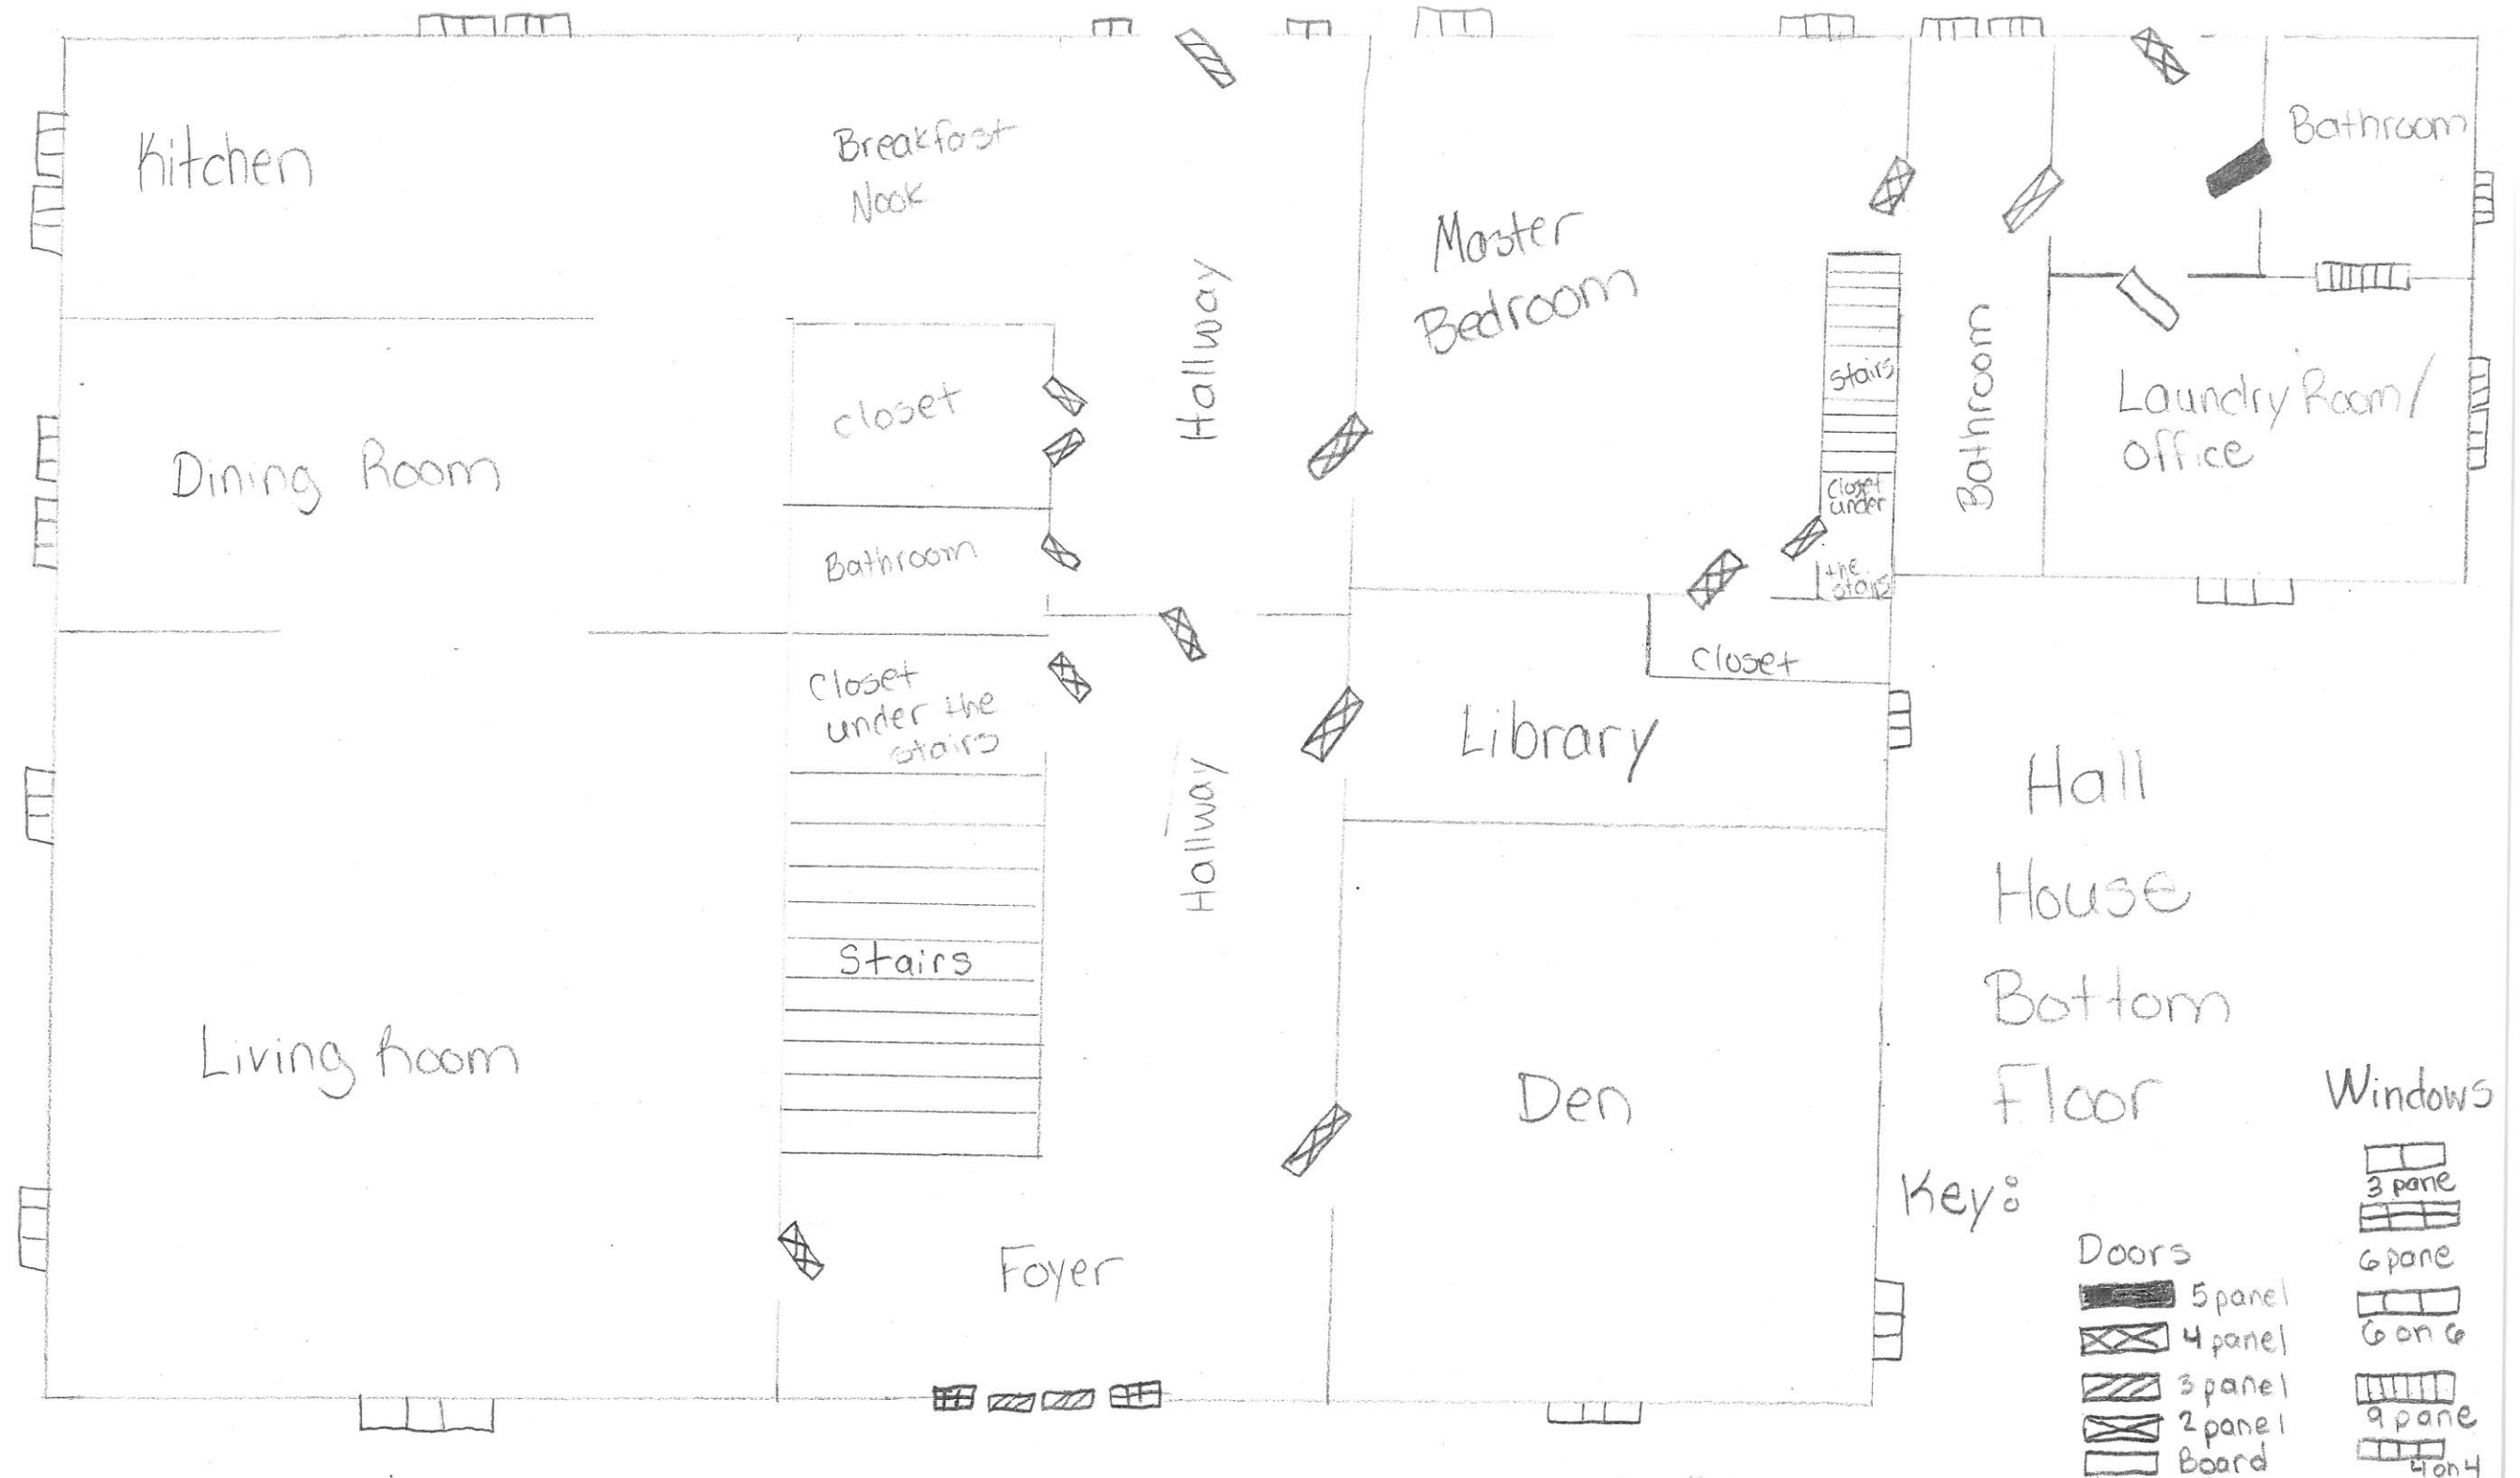 Kitchen
Breakfast
Nook
Hallway
Master
Bedroom
Bathroom
Bathroom
Stairs
Closet
under
the
stairs
Laundry Room/
Office
Dining Room
Closet
Bathroom
Closet
under the
stairs
Closet
Library
Hallway
Stairs
Living Room
Foyer
Den
Hall
House
Bottom
Floor
Key:
Doors
5 panel
4 panel
3 panel
2 panel
Board
Windows
3 pane
6 pane
6 on 6
9 pane
4 on 4